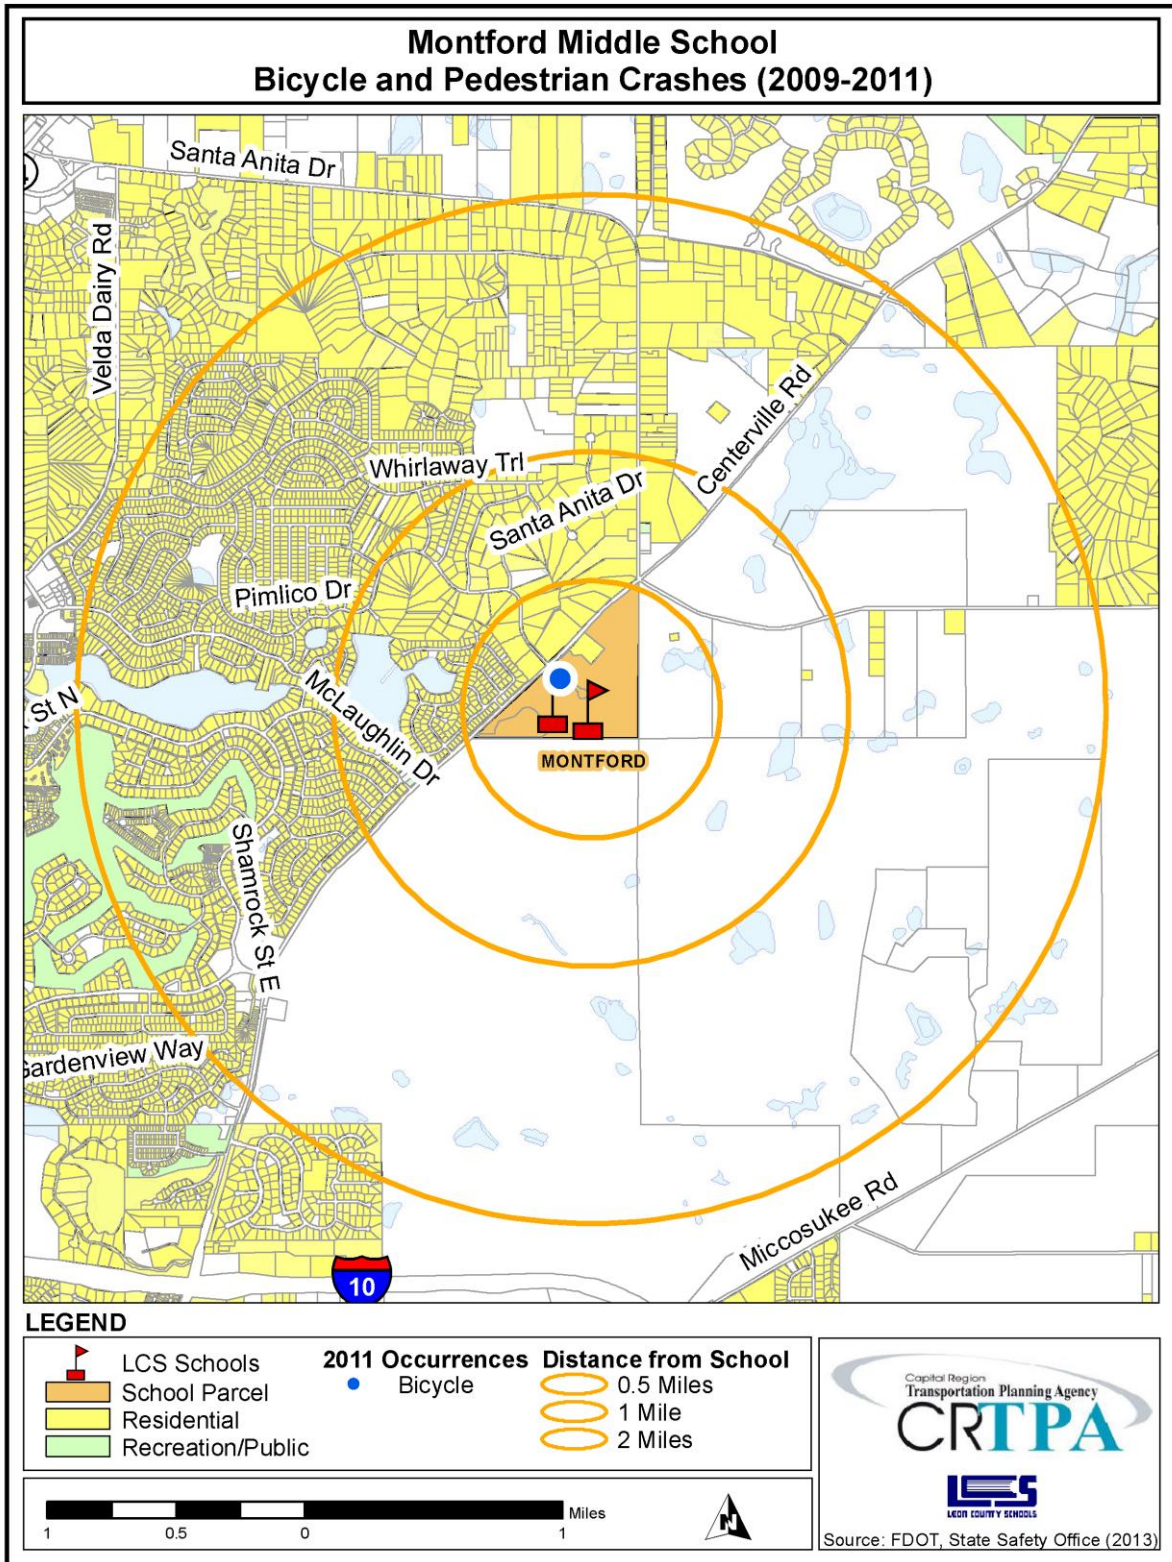 Montford Middle School
Bicycle and Pedestrian Crashes (2009-2011)
Santa Anita Dr
Velda Dairy Rd
Centerville Rd
Whirlaway Trl
Santa Anita Dr
Pimlico Dr
McLaughlin Dr
St N
MONTFORD
Shamrock St E
Gardenview Way
Miccosukee Rd
10
LEGEND
LCS Schools
School Parcel
Residential
Recreation/Public
2011 Occurrences
Bicycle
Distance from School
0.5 Miles
1 Mile
2 Miles
1 0.5 0 1 Miles
N
Capital Region
Transportation Planning Agency
CRTPA
LCS
LEON COUNTY SCHOOLS
Source: FDOT, State Safety Office (2013)